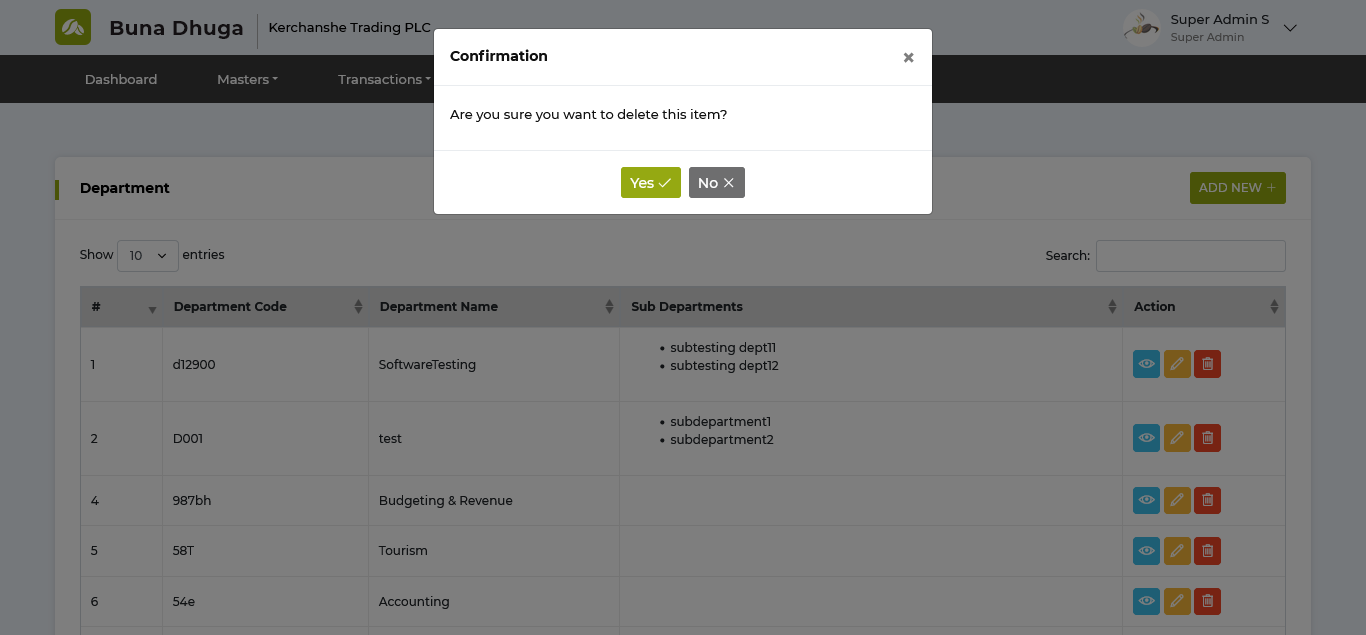 Buna Dhuga
Kerchanshe Trading PLC
Super Admin S
Super Admin
Dashboard
Masters
Transactions
Confirmation
Are you sure you want to delete this item?
Yes
No
Department
ADD NEW
Show 10 entries
Search:
# Department Code Department Name Sub Departments Action
1 d12900 SoftwareTesting
• subtesting dept11
• subtesting dept12
2 D001 test
• subdepartment1
• subdepartment2
4 987bh Budgeting & Revenue
5 58T Tourism
6 54e Accounting